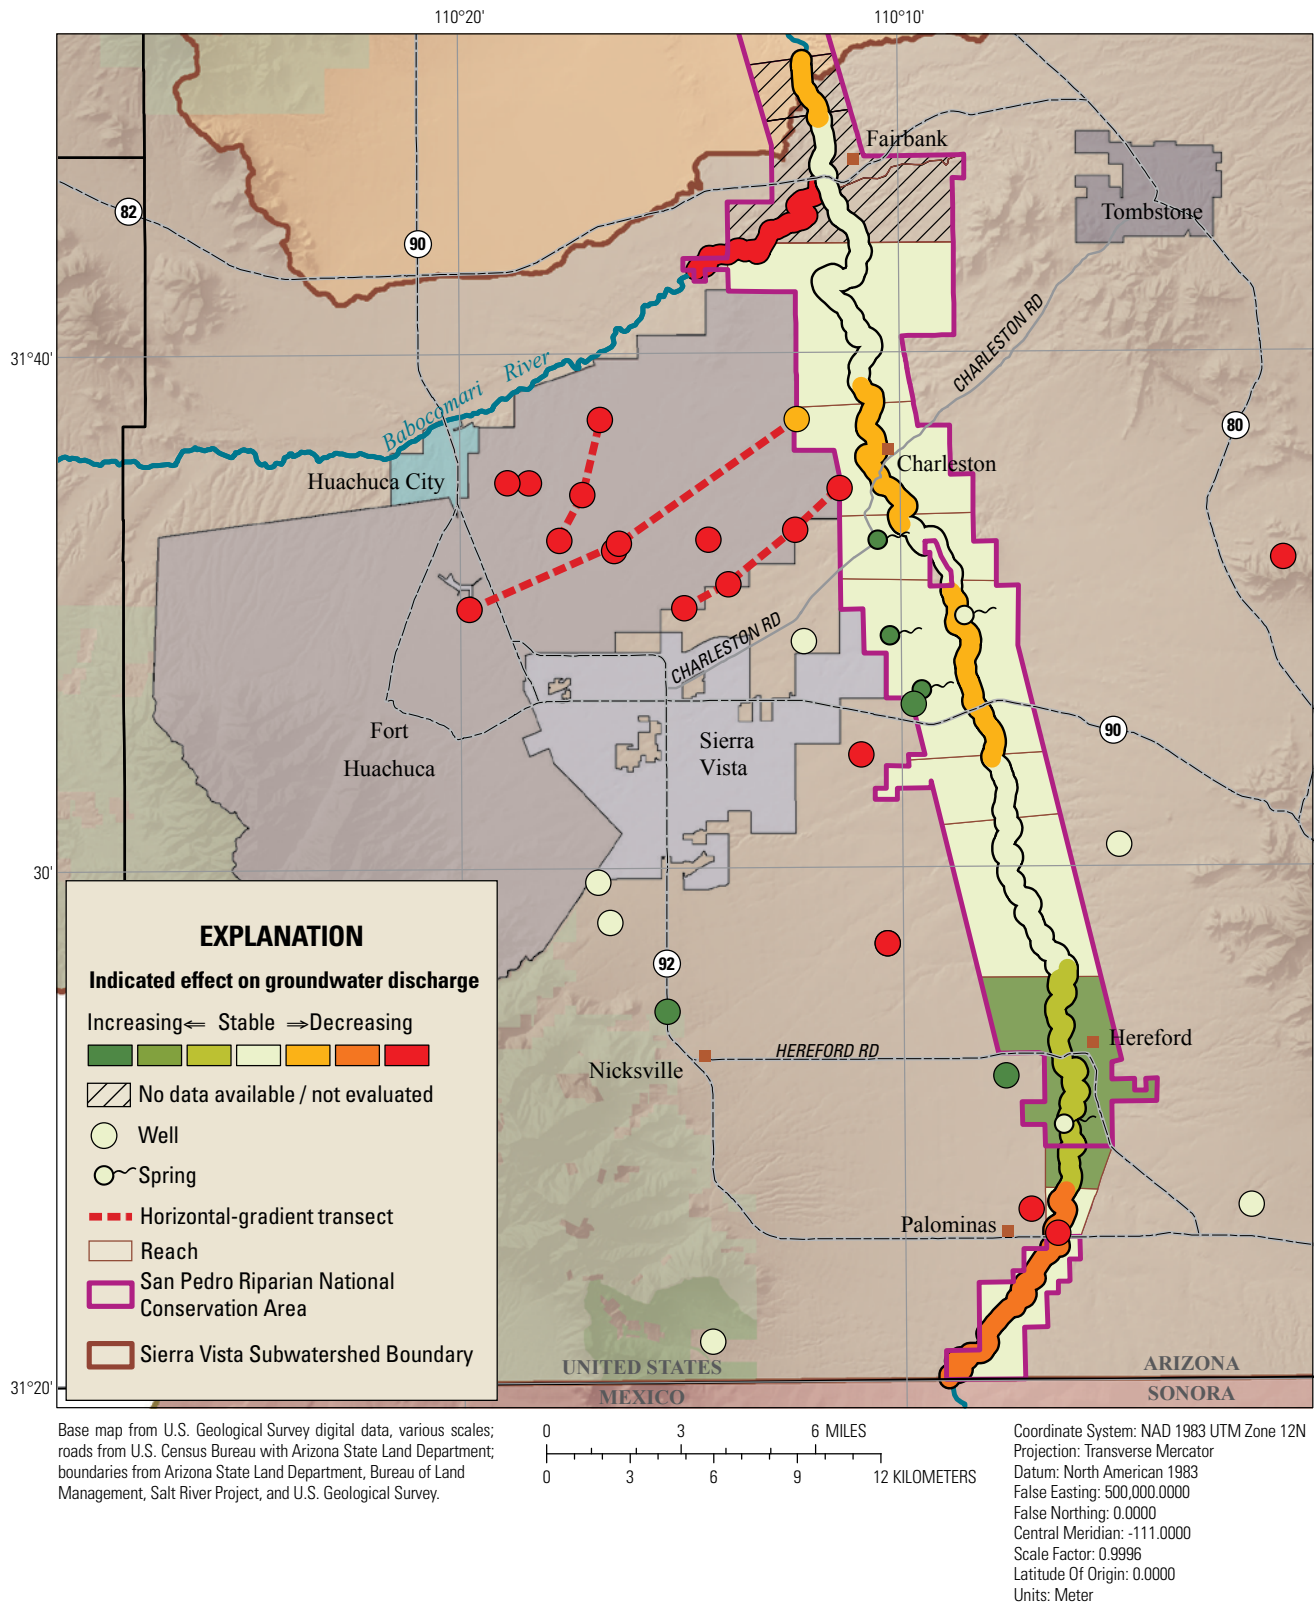 110°20'
110°10'
Fairbank
82
Tombstone
90
CHARLESTON RD
31°40'
Babocomari River
80
Charleston
Huachuca City
CHARLESTON RD
Fort
Huachuca
Sierra
Vista
90
30'
92
Hereford
HEREFORD RD
Nicksville
Palominas
UNITED STATES
MEXICO
ARIZONA
SONORA
31°20'
EXPLANATION
Indicated effect on groundwater discharge
Increasing⇐ Stable ⇒Decreasing
No data available / not evaluated
Well
Spring
Horizontal-gradient transect
Reach
San Pedro Riparian National
Conservation Area
Sierra Vista Subwatershed Boundary
Base map from U.S. Geological Survey digital data, various scales;
roads from U.S. Census Bureau with Arizona State Land Department;
boundaries from Arizona State Land Department, Bureau of Land
Management, Salt River Project, and U.S. Geological Survey.
0 3 6 MILES
0 3 6 9 12 KILOMETERS
Coordinate System: NAD 1983 UTM Zone 12N
Projection: Transverse Mercator
Datum: North American 1983
False Easting: 500,000.0000
False Northing: 0.0000
Central Meridian: -111.0000
Scale Factor: 0.9996
Latitude Of Origin: 0.0000
Units: Meter